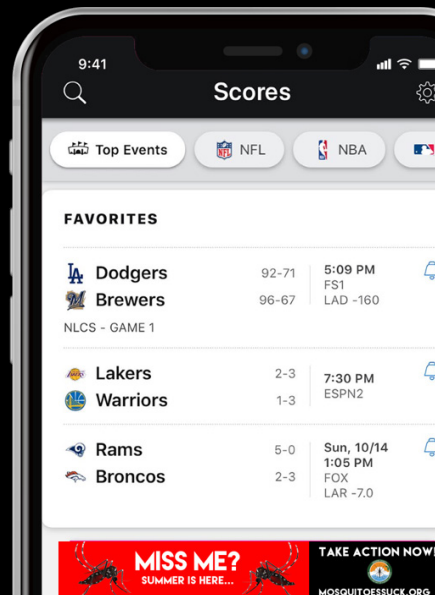 9:41
Scores
Top Events
NFL
NBA
FAVORITES
LA Dodgers 92-71 5:09 PM
FS1
Brewers 96-67 LAD -160
NLCS - GAME 1
Lakers 2-3 7:30 PM
Warriors 1-3 ESPN2
Rams 5-0 Sun, 10/14
1:05 PM
Broncos 2-3 FOX
LAR -7.0
MISS ME?
SUMMER IS HERE...
TAKE ACTION NOW!
MOSQUITOESSUCK.ORG